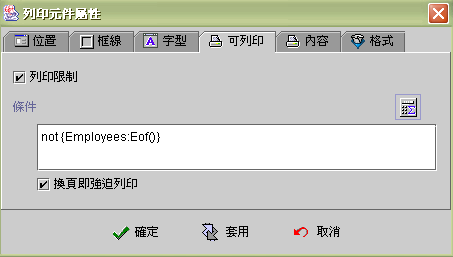 列印元件屬性
位置 框線 字型 可列印 內容 格式
列印限制
條件
not {Employees:Eof()}
換頁即強迫列印
確定 套用 取消